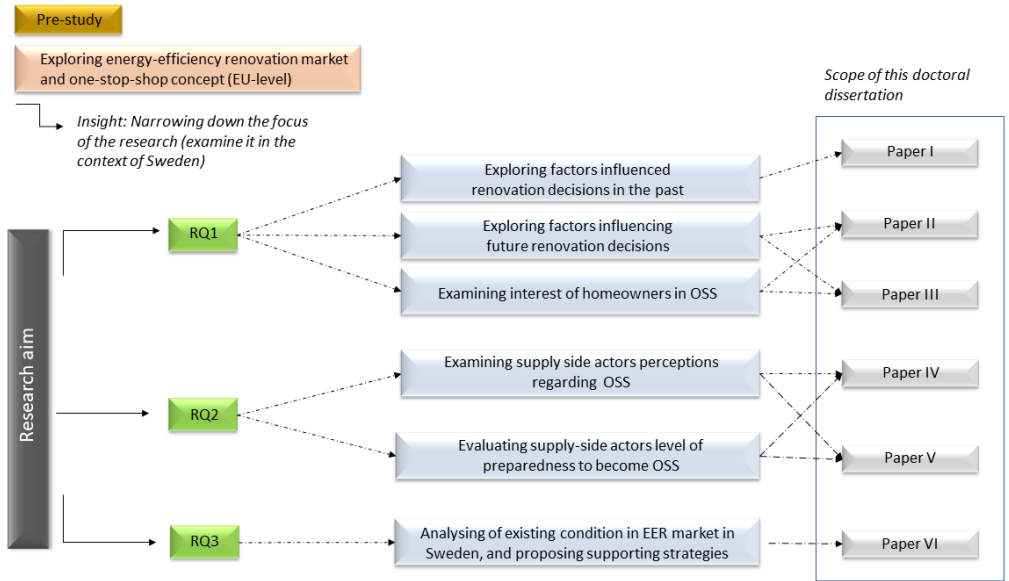 Pre-study
Exploring energy-efficiency renovation market
and one-stop-shop concept (EU-level)
Insight: Narrowing down the focus
of the research (examine it in the
context of Sweden)
Scope of this doctoral
dissertation
Research aim
RQ1
Exploring factors influenced
renovation decisions in the past
Exploring factors influencing
future renovation decisions
Examining interest of homeowners in OSS
Paper I
Paper II
Paper III
RQ2
Examining supply side actors perceptions
regarding OSS
Evaluating supply-side actors level of
preparedness to become OSS
Paper IV
Paper V
RQ3
Analysing of existing condition in EER market in
Sweden, and proposing supporting strategies
Paper VI